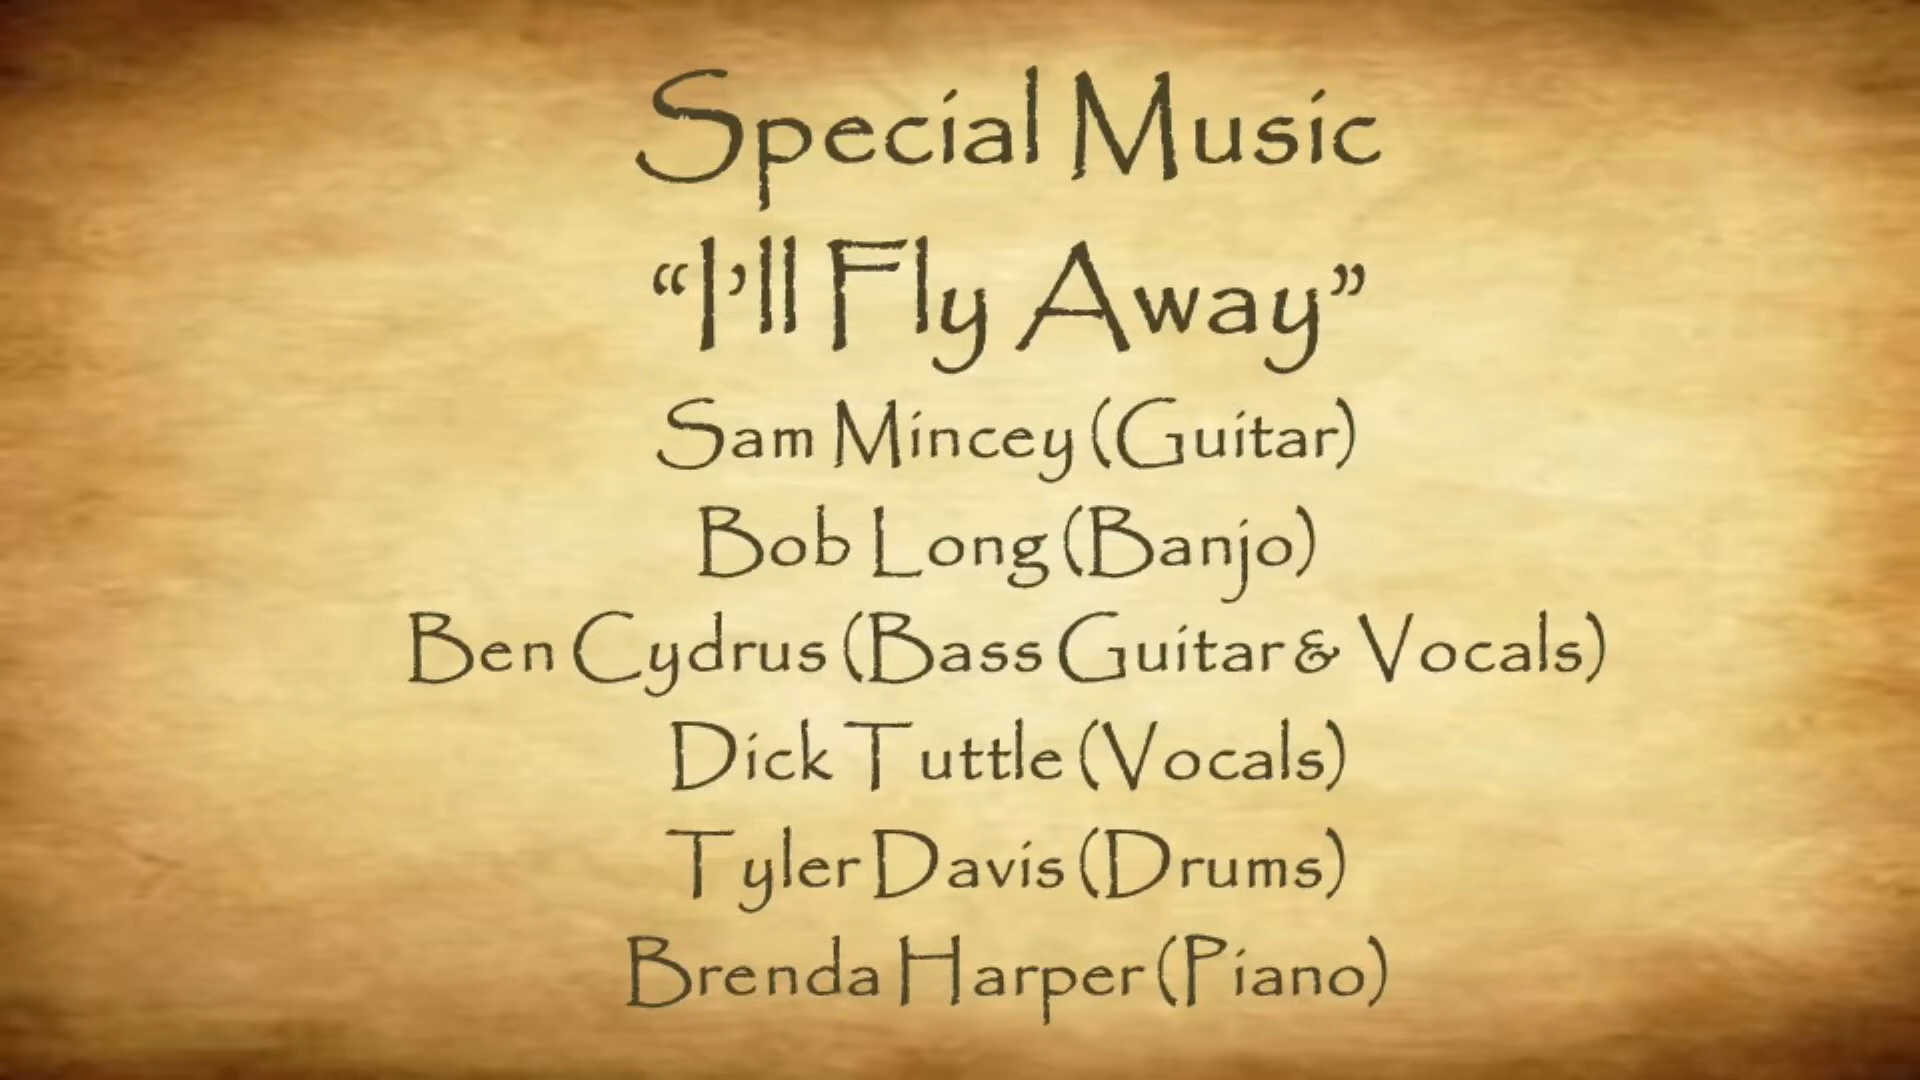 Special Music
“I’ll Fly Away”
Sam Mincey (Guitar)
Bob Long (Banjo)
Ben Cydrus (Bass Guitar & Vocals)
Dick Tuttle (Vocals)
Tyler Davis (Drums)
Brenda Harper (Piano)